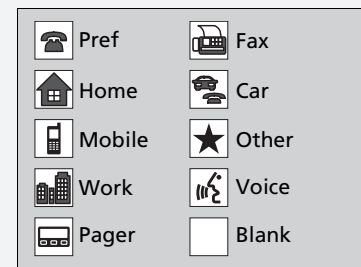 Pref
Fax
Home
Car
Mobile
Other
Work
Voice
Pager
Blank